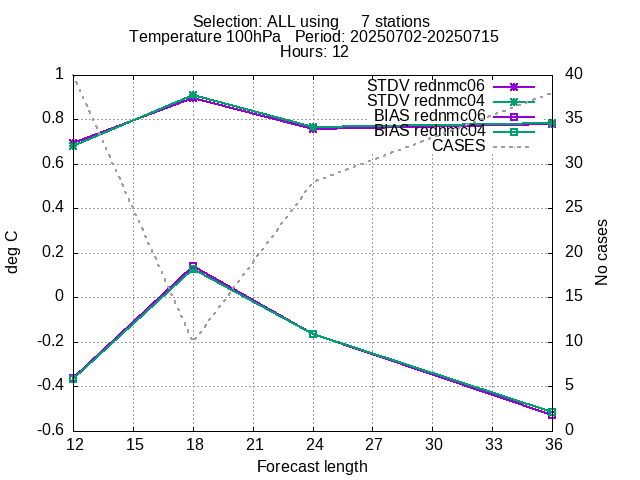 Selection: ALL using     7 stations
Temperature 100hPa   Period: 20250702-20250715
Hours: 12
STDV rednmc06
STDV rednmc04
BIAS rednmc06
BIAS rednmc04
CASES
1
0.8
0.6
0.4
0.2
0
-0.2
-0.4
-0.6
deg C
40
35
30
25
20
15
10
5
0
No cases
12 15 18 21 24 27 30 33 36
Forecast length